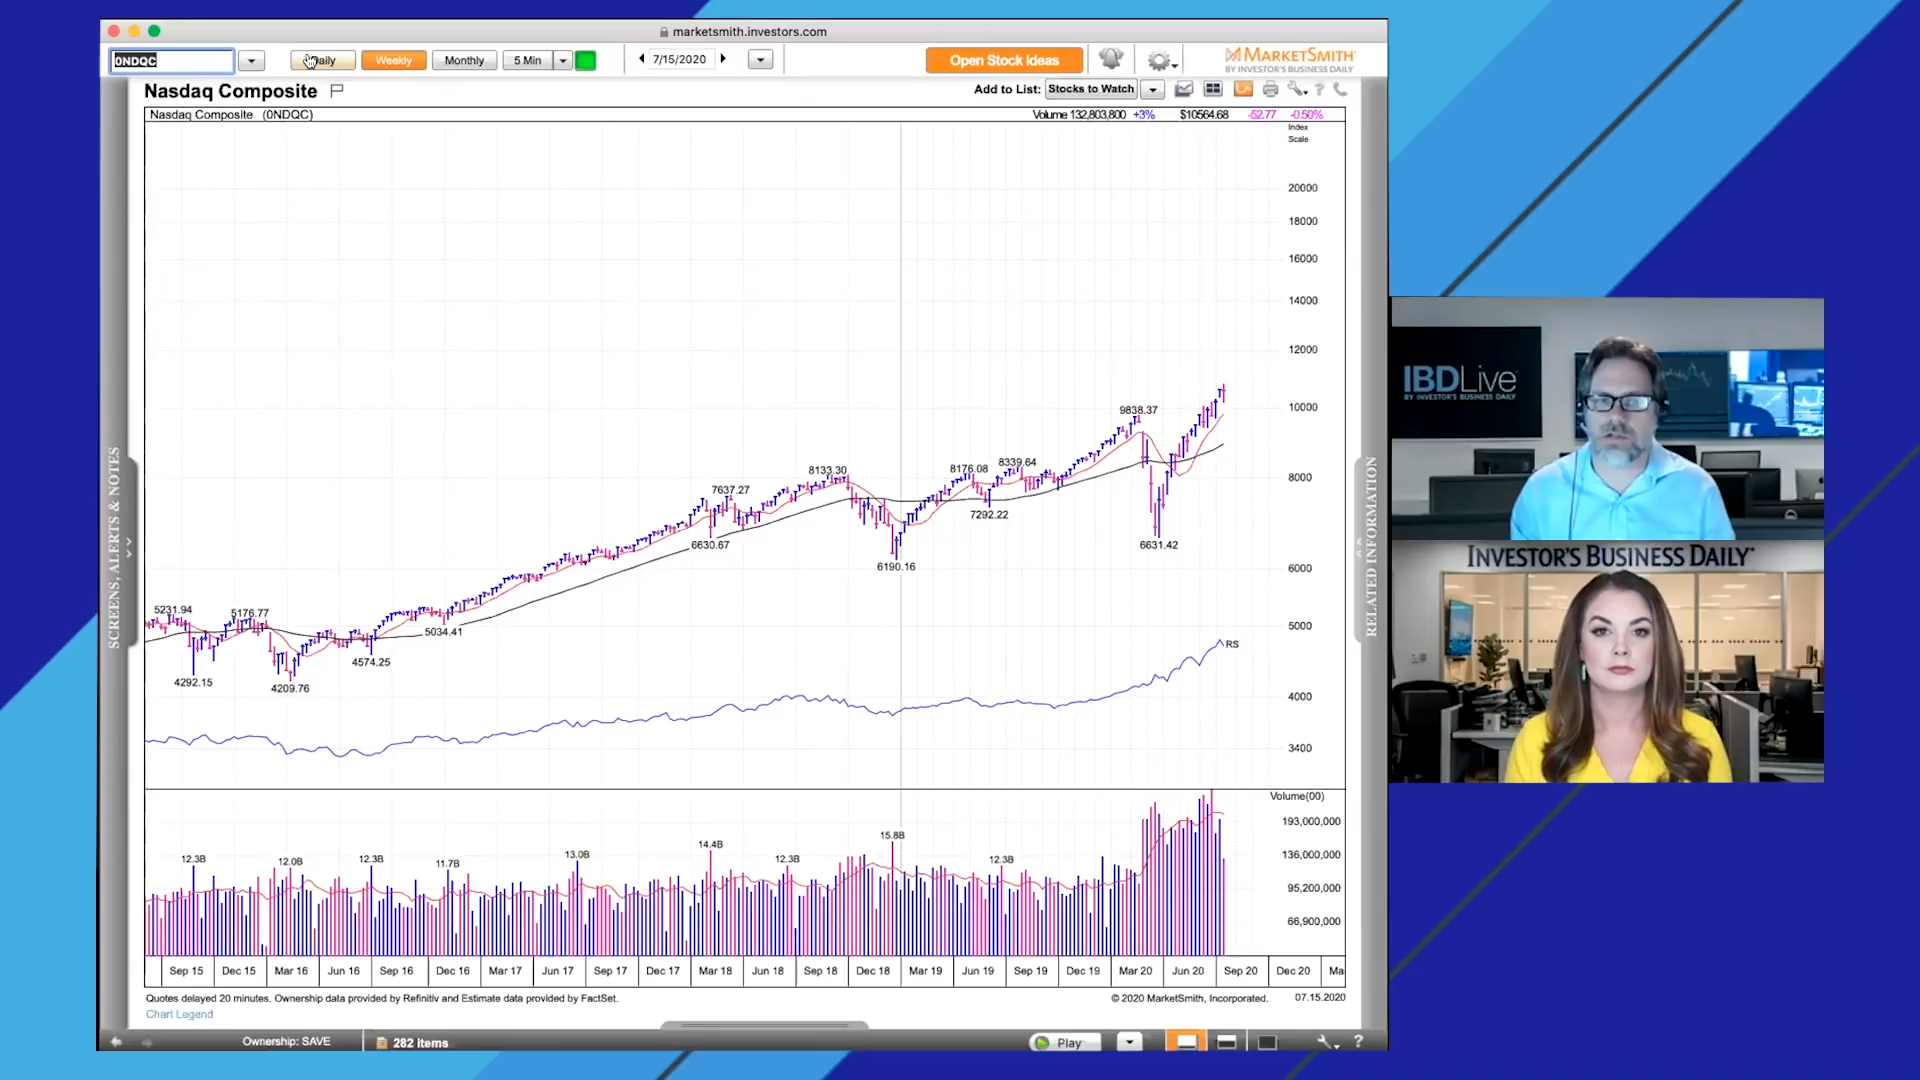 marketsmith.investors.com
0NDQC
Daily
Weekly
Monthly
5 Min
7/15/2020
Open Stock Ideas
MARKETSMITH
BY INVESTOR'S BUSINESS DAILY
Nasdaq Composite
Add to List:
Stocks to Watch
?
Nasdaq Composite (0NDQC)
Volume 132,803,800 +3% $10564.68 -52.77 -0.50%
Index
Scale
20000
18000
16000
14000
12000
10000
8000
6000
5000
4000
3400
9838.37
8133.30
8176.08
8339.64
7637.27
7292.22
6630.67
6190.16
6631.42
5231.94
5176.77
5034.41
4574.25
4292.15
4209.76
RS
Volume(00)
193,000,000
136,000,000
95,200,000
66,900,000
12.3B
12.0B
12.3B
11.7B
13.0B
14.4B
12.3B
15.8B
12.3B
Sep 15 Dec 15 Mar 16 Jun 16 Sep 16 Dec 16 Mar 17 Jun 17 Sep 17 Dec 17 Mar 18 Jun 18 Sep 18 Dec 18 Mar 19 Jun 19 Sep 19 Dec 19 Mar 20 Jun 20 Sep 20 Dec 20 Ma
Quotes delayed 20 minutes. Ownership data provided by Refinitiv and Estimate data provided by FactSet.
© 2020 MarketSmith, Incorporated. 07.15.2020
Chart Legend
Ownership: SAVE
282 items
Play
?
SCREENS, ALERTS & NOTES
RELATED INFORMATION
IBDLive
BY INVESTOR'S BUSINESS DAILY
INVESTOR'S BUSINESS DAILY